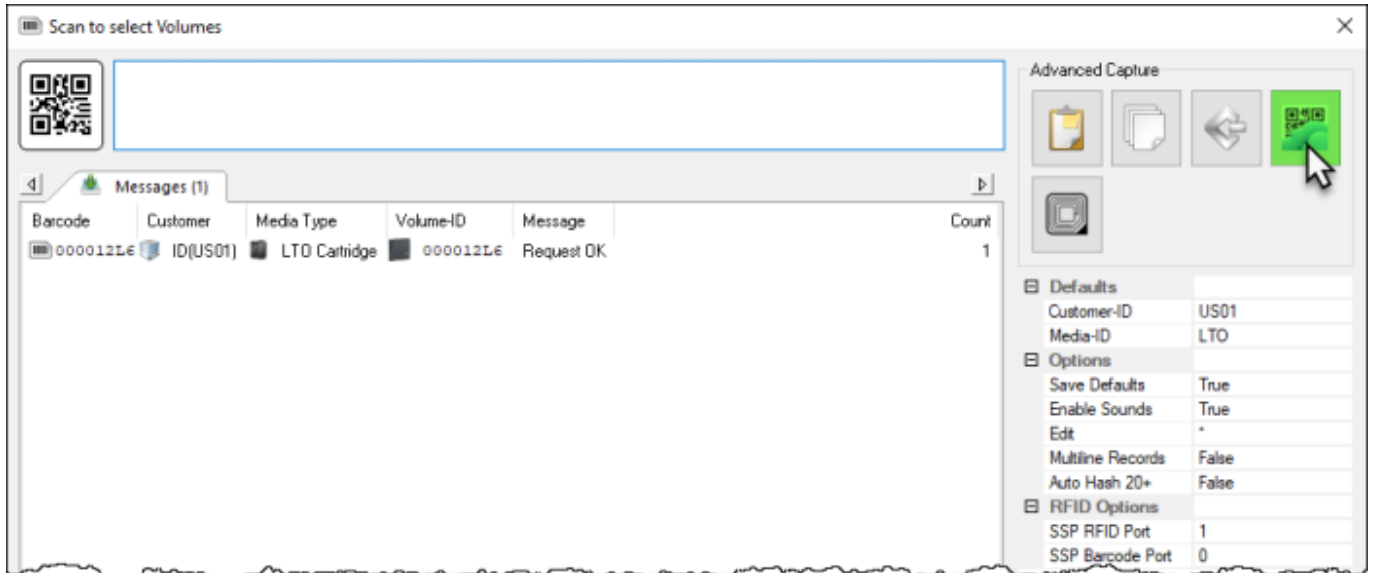 Scan to select Volumes
Advanced Capture
Messages (1)
Barcode Customer Media Type Volume-ID Message Count
000012L6 ID(US01) LTO Cartridge 000012L6 Request OK 1
Defaults
Customer-ID US01
Media-ID LTO
Options
Save Defaults True
Enable Sounds True
Edit *
Multiline Records False
Auto Hash 20+ False
RFID Options
SSP RFID Port 1
SSP Barcode Port 0